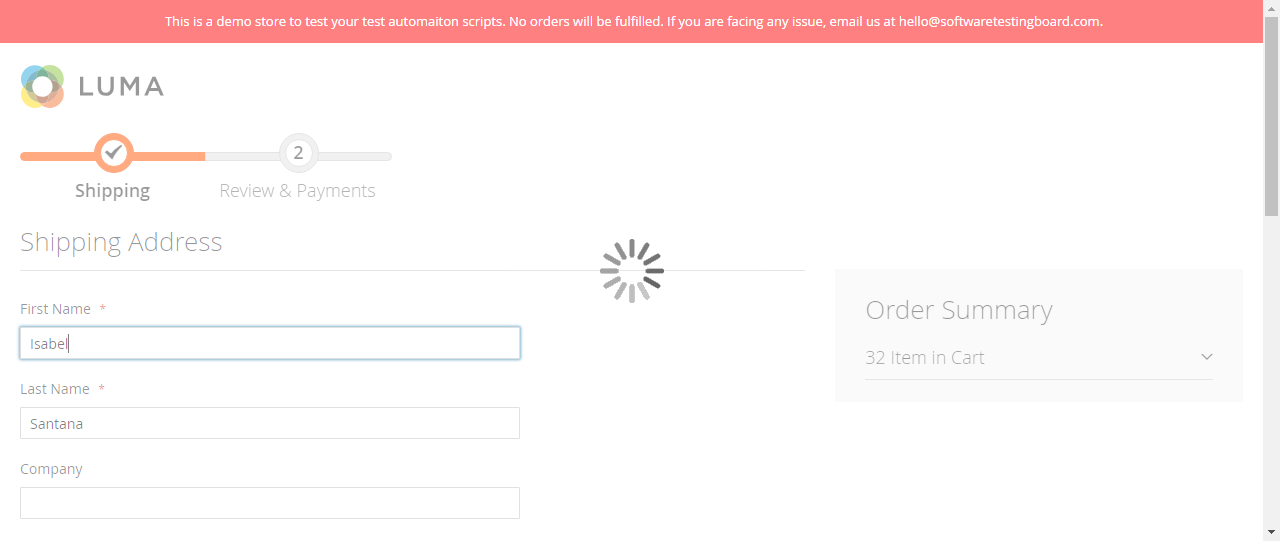 This is a demo store to test your test automaiton scripts. No orders will be fulfilled. If you are facing any issue, email us at hello@softwaretestingboard.com.
LUMA
2
Shipping
Review & Payments
Shipping Address
First Name *
Isabel
Last Name *
Santana
Company
Order Summary
32 Item in Cart